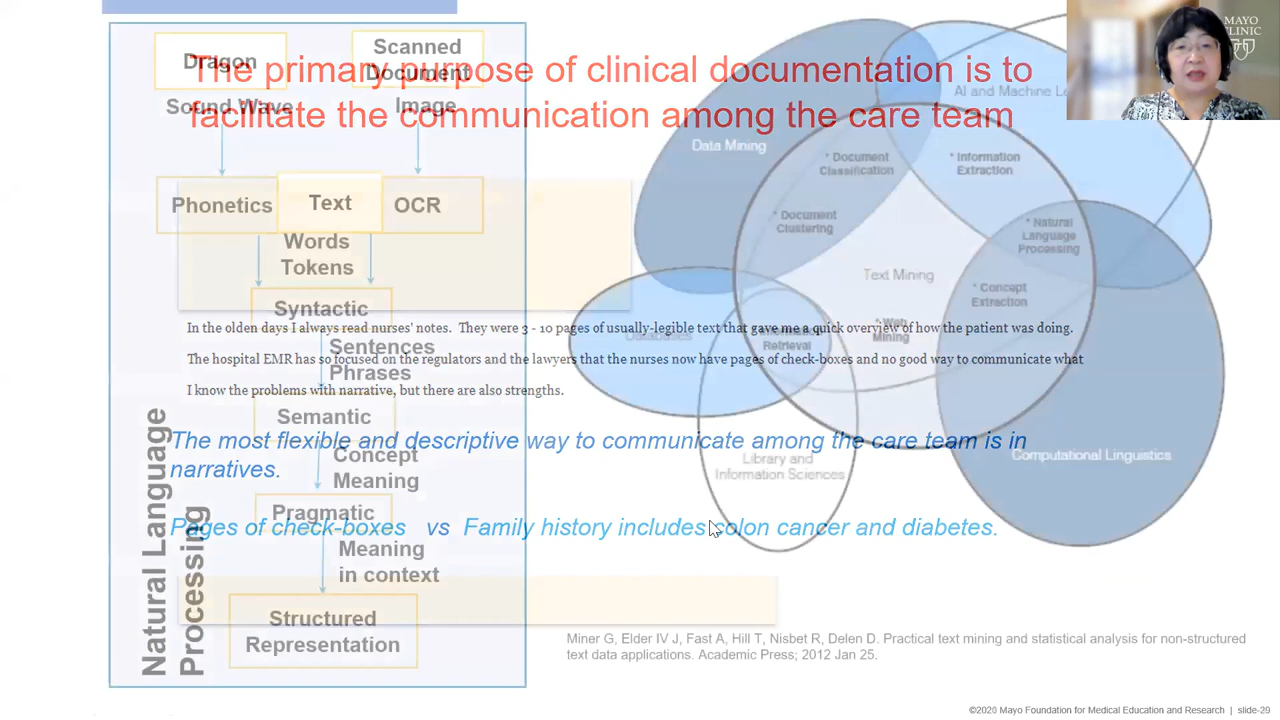 MAYO
CLINIC
The primary purpose of clinical documentation is to
facilitate the communication among the care team
Dragon
Scanned
Document
Sound Wave
Image
Phonetics
Text
OCR
Words
Tokens
Syntactic
Sentences
Phrases
Semantic
Concept
Meaning
Pragmatic
Meaning
in context
Structured
Representation
Natural Language
Processing
In the olden days I always read nurses' notes. They were 3 - 10 pages of usually-legible text that gave me a quick overview of how the patient was doing.
The hospital EMR has so focused on the regulators and the lawyers that the nurses now have pages of check-boxes and no good way to communicate what
I know the problems with narrative, but there are also strengths.
The most flexible and descriptive way to communicate among the care team is in
narratives.
Pages of check-boxes vs Family history includes colon cancer and diabetes.
Data Mining
AI and Machine
* Document
Classification
* Information
Extraction
* Document
Clustering
* Natural
Language
Processing
Text Mining
* Concept
Extraction
* Web
Mining
Databases
Information
Retrieval
Library and
Information Sciences
Computational Linguistics
Miner G, Elder IV J, Fast A, Hill T, Nisbet R, Delen D. Practical text mining and statistical analysis for non-structured
text data applications. Academic Press; 2012 Jan 25.
©2020 Mayo Foundation for Medical Education and Research | slide-29